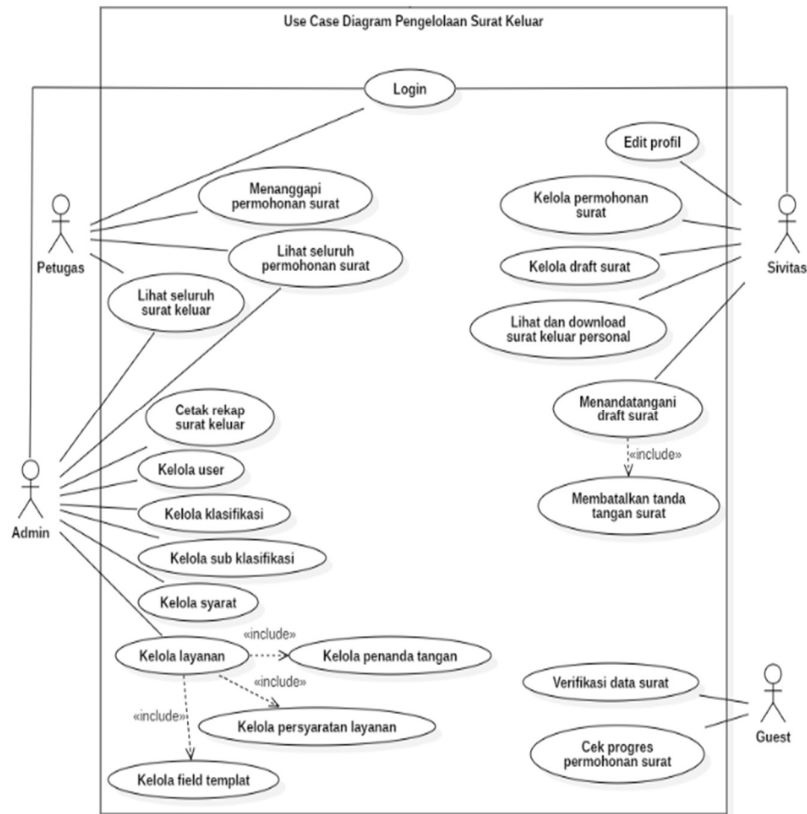 Use Case Diagram Pengelolaan Surat Keluar
Login
Edit profil
Menanggapi
permohonan surat
Kelola permohonan
surat
Petugas
Lihat seluruh
permohonan surat
Kelola draft surat
Sivitas
Lihat seluruh
surat keluar
Lihat dan download
surat keluar personal
Cetak rekap
surat keluar
Menandatangani
draft surat
«include»
Kelola user
Membatalkan tanda
tangan surat
Kelola klasifikasi
Admin
Kelola sub klasifikasi
Kelola syarat
«include»
Kelola layanan
Kelola penanda tangan
«include»
Verifikasi data surat
«include»
Kelola persyaratan layanan
Guest
Cek progres
permohonan surat
Kelola field templat